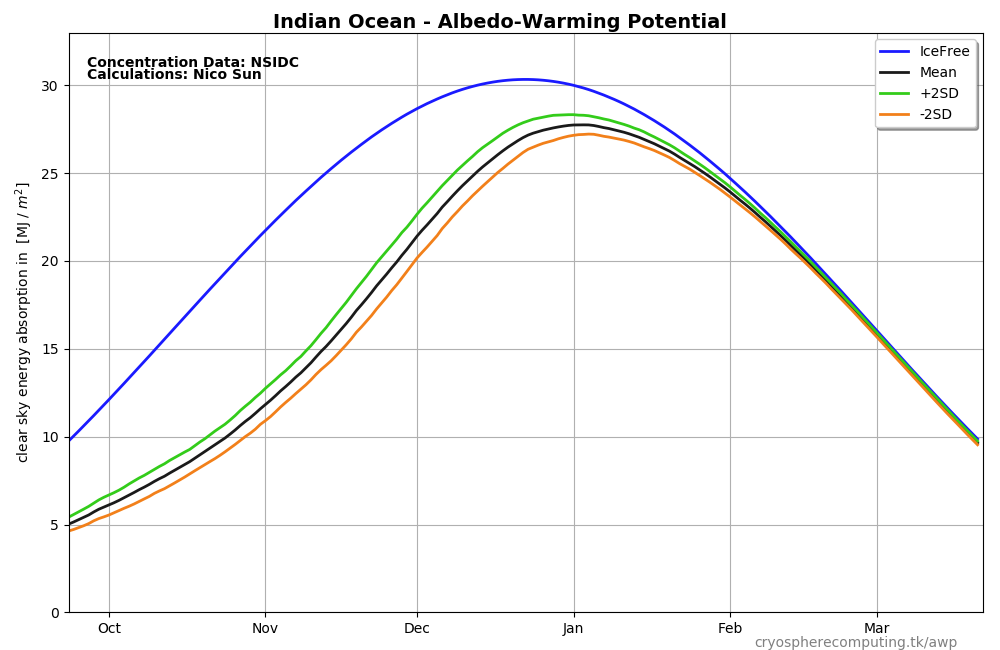 Indian Ocean - Albedo-Warming Potential
Concentration Data: NSIDC
Calculations: Nico Sun
IceFree
Mean
+2SD
-2SD
clear sky energy absorption in [MJ / m²]
30
25
20
15
10
5
0
Oct Nov Dec Jan Feb Mar
cryospherecomputing.tk/awp